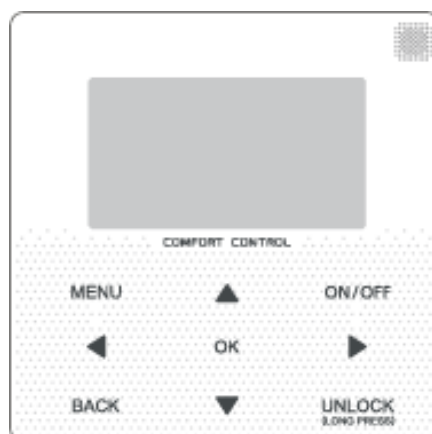 COMFORT CONTROL
MENU ON/OFF
OK
BACK UNLOCK
(LONG PRESS)